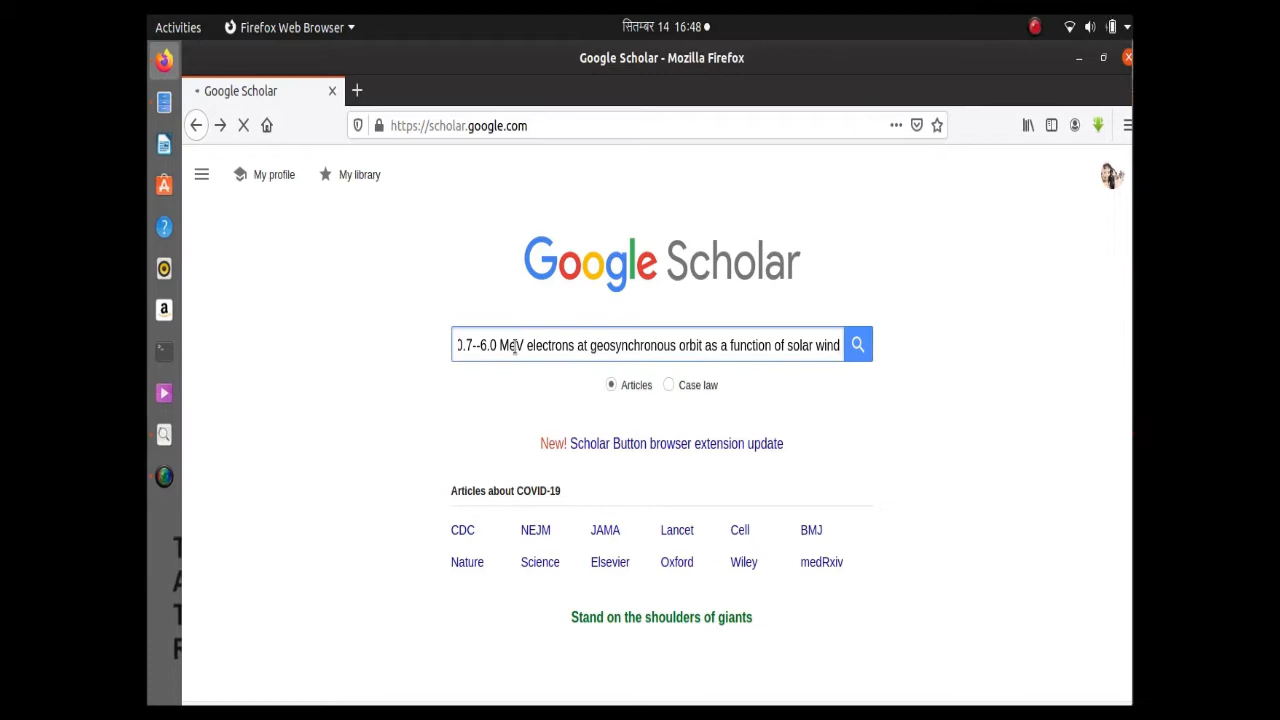 Activities
Firefox Web Browser
सितम्बर 14 16:48
Google Scholar - Mozilla Firefox
Google Scholar
https://scholar.google.com
My profile
My library
Google Scholar
0.7--6.0 MeV electrons at geosynchronous orbit as a function of solar wind
Articles
Case law
New! Scholar Button browser extension update
Articles about COVID-19
CDC NEJM JAMA Lancet Cell BMJ
Nature Science Elsevier Oxford Wiley medRxiv
Stand on the shoulders of giants